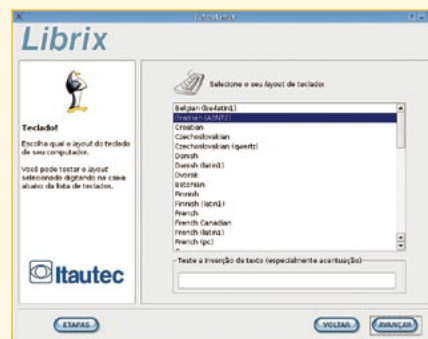 Librix
Teclado!
Escolha qual o layout do teclado
de seu computador.
Você pode testar o layout
selecionado digitando na caixa
abaixo da lista de teclados.
Itautec
Selecione o seu layout de teclado:
Belgian (be-latin1)
Brazilian (ABNT2)
Croatian
Czechoslovakian
Czechoslovakian (qwertz)
Danish
Danish (latin1)
Dvorak
Estonian
Finnish
Finnish (latin1)
French
French Canadian
French (latin1)
French (pc)
Teste a inserção de texto (especialmente acentuação)
ETAPAS
VOLTAR
AVANÇAR